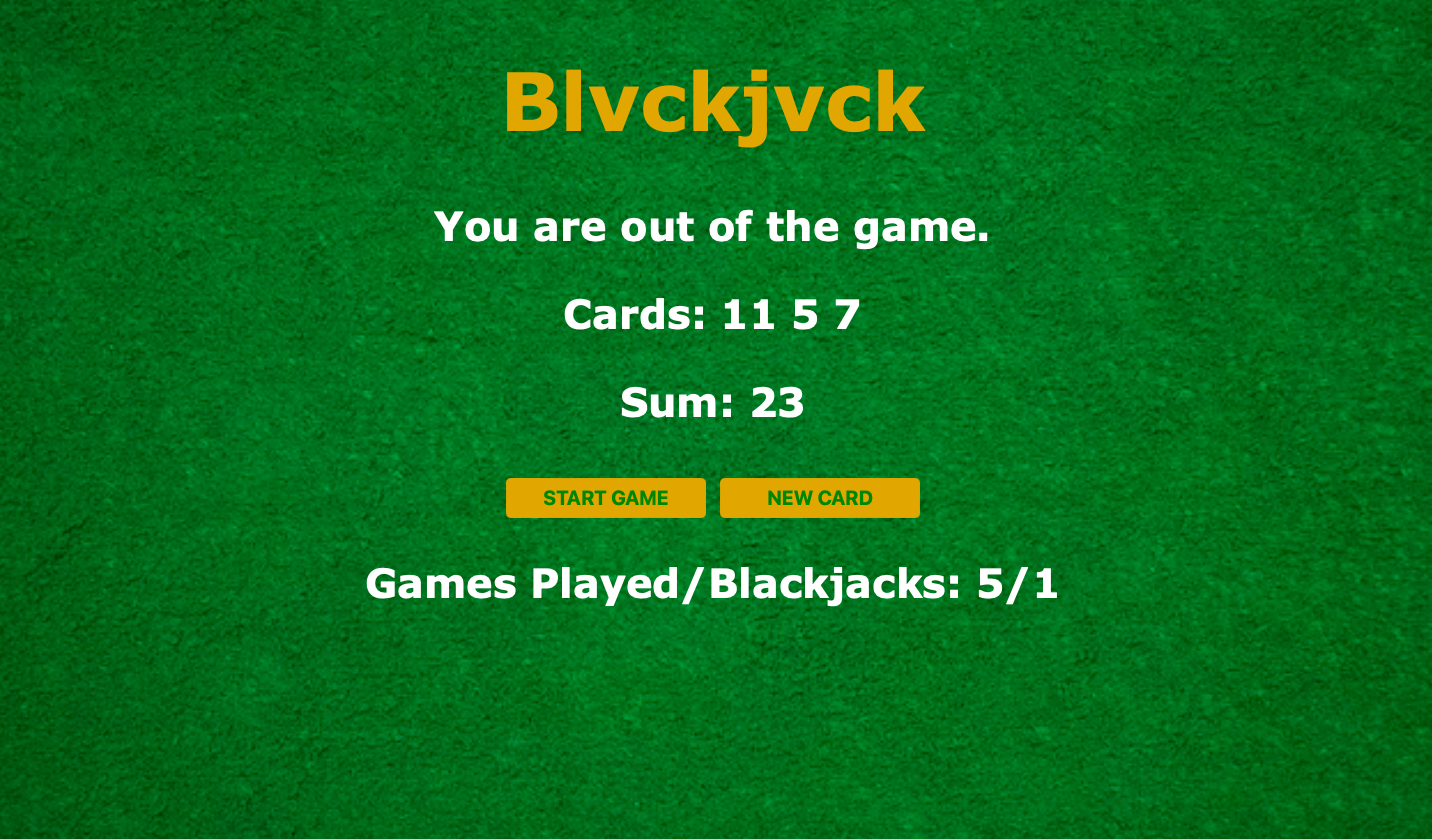 Blvckjvck
You are out of the game.
Cards: 11 5 7
Sum: 23
START GAME NEW CARD
Games Played/Blackjacks: 5/1